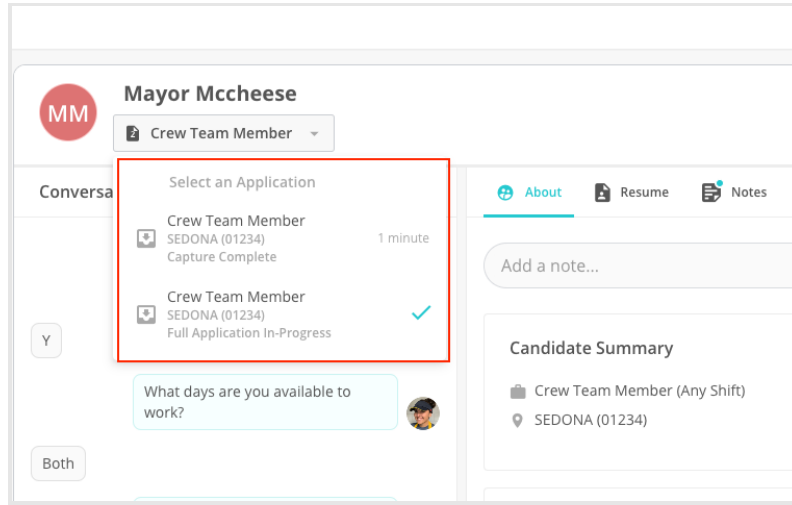 MM
Mayor Mccheese
Crew Team Member
Conversa
Select an Application
Crew Team Member
SEDONA (01234)
Capture Complete
1 minute
Crew Team Member
SEDONA (01234)
Full Application In-Progress
Y
What days are you available to
work?
Both
About
Resume
Notes
Add a note...
Candidate Summary
Crew Team Member (Any Shift)
SEDONA (01234)